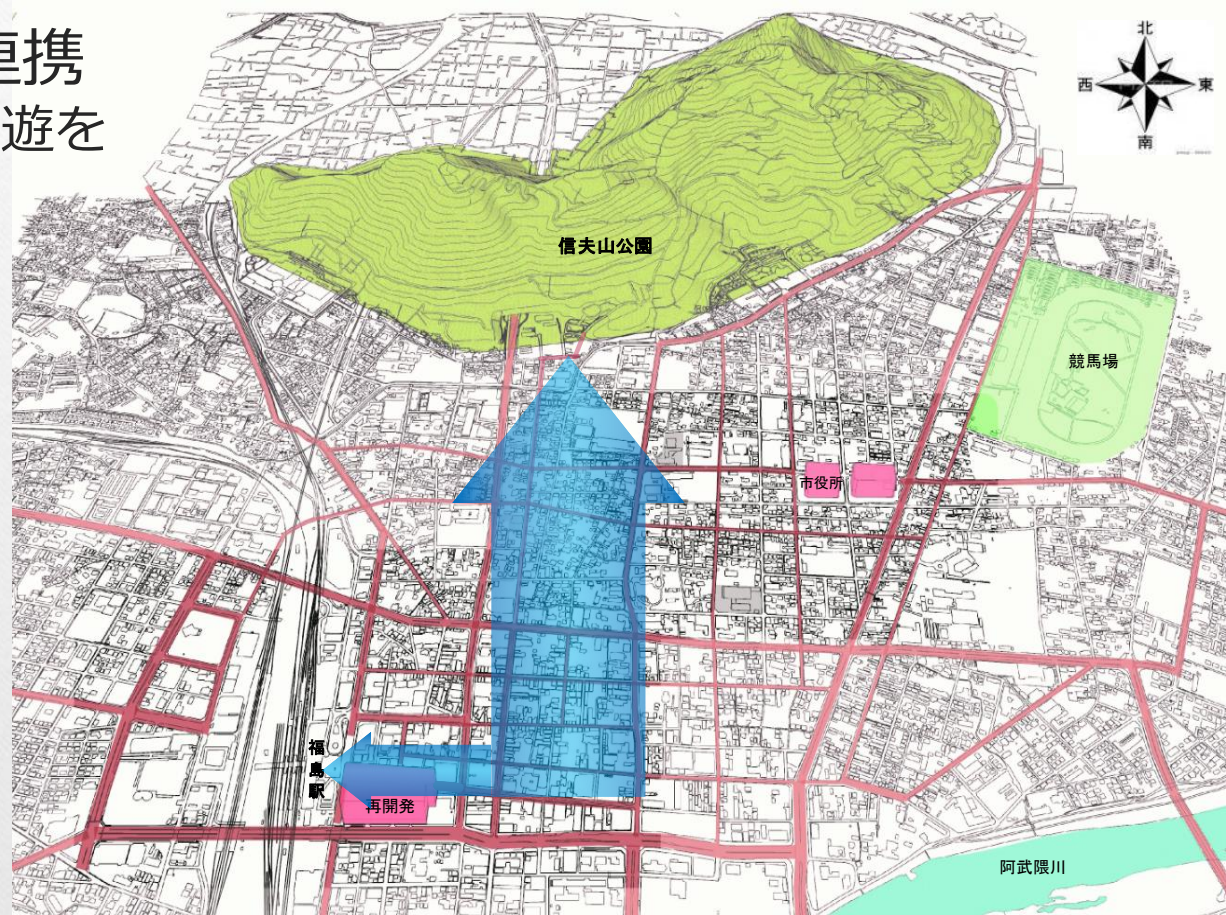 連携
遊を
北
西
東
南
信夫山公園
競馬場
市役所
福島駅
再開発
阿武隈川